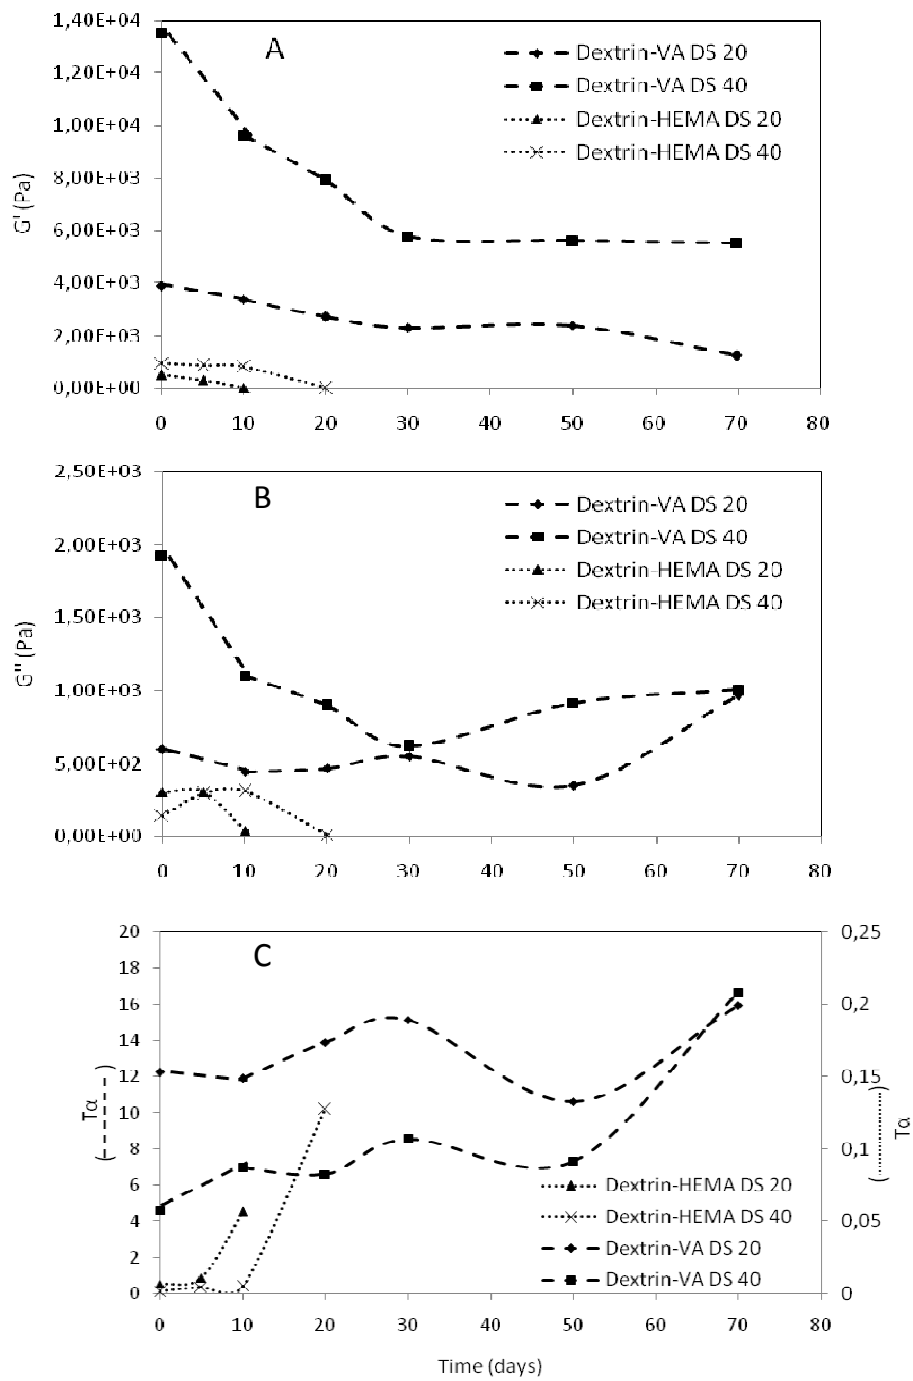 1,40E+04
1,20E+04
1,00E+04
8,00E+03
6,00E+03
4,00E+03
2,00E+03
0,00E+00
G' (Pa)
A
Dextrin-VA DS 20
Dextrin-VA DS 40
Dextrin-HEMA DS 20
Dextrin-HEMA DS 40
0 10 20 30 40 50 60 70 80
2,50E+03
2,00E+03
1,50E+03
1,00E+03
5,00E+02
0,00E+00
G'' (Pa)
B
Dextrin-VA DS 20
Dextrin-VA DS 40
Dextrin-HEMA DS 20
Dextrin-HEMA DS 40
0 10 20 30 40 50 60 70 80
20
18
16
14
12
10
8
6
4
2
0
Tα
(-----)
C
0,25
0,2
0,15
0,1
0,05
0
Tα
(............)
Dextrin-HEMA DS 20
Dextrin-HEMA DS 40
Dextrin-VA DS 20
Dextrin-VA DS 40
0 10 20 30 40 50 60 70 80
Time (days)